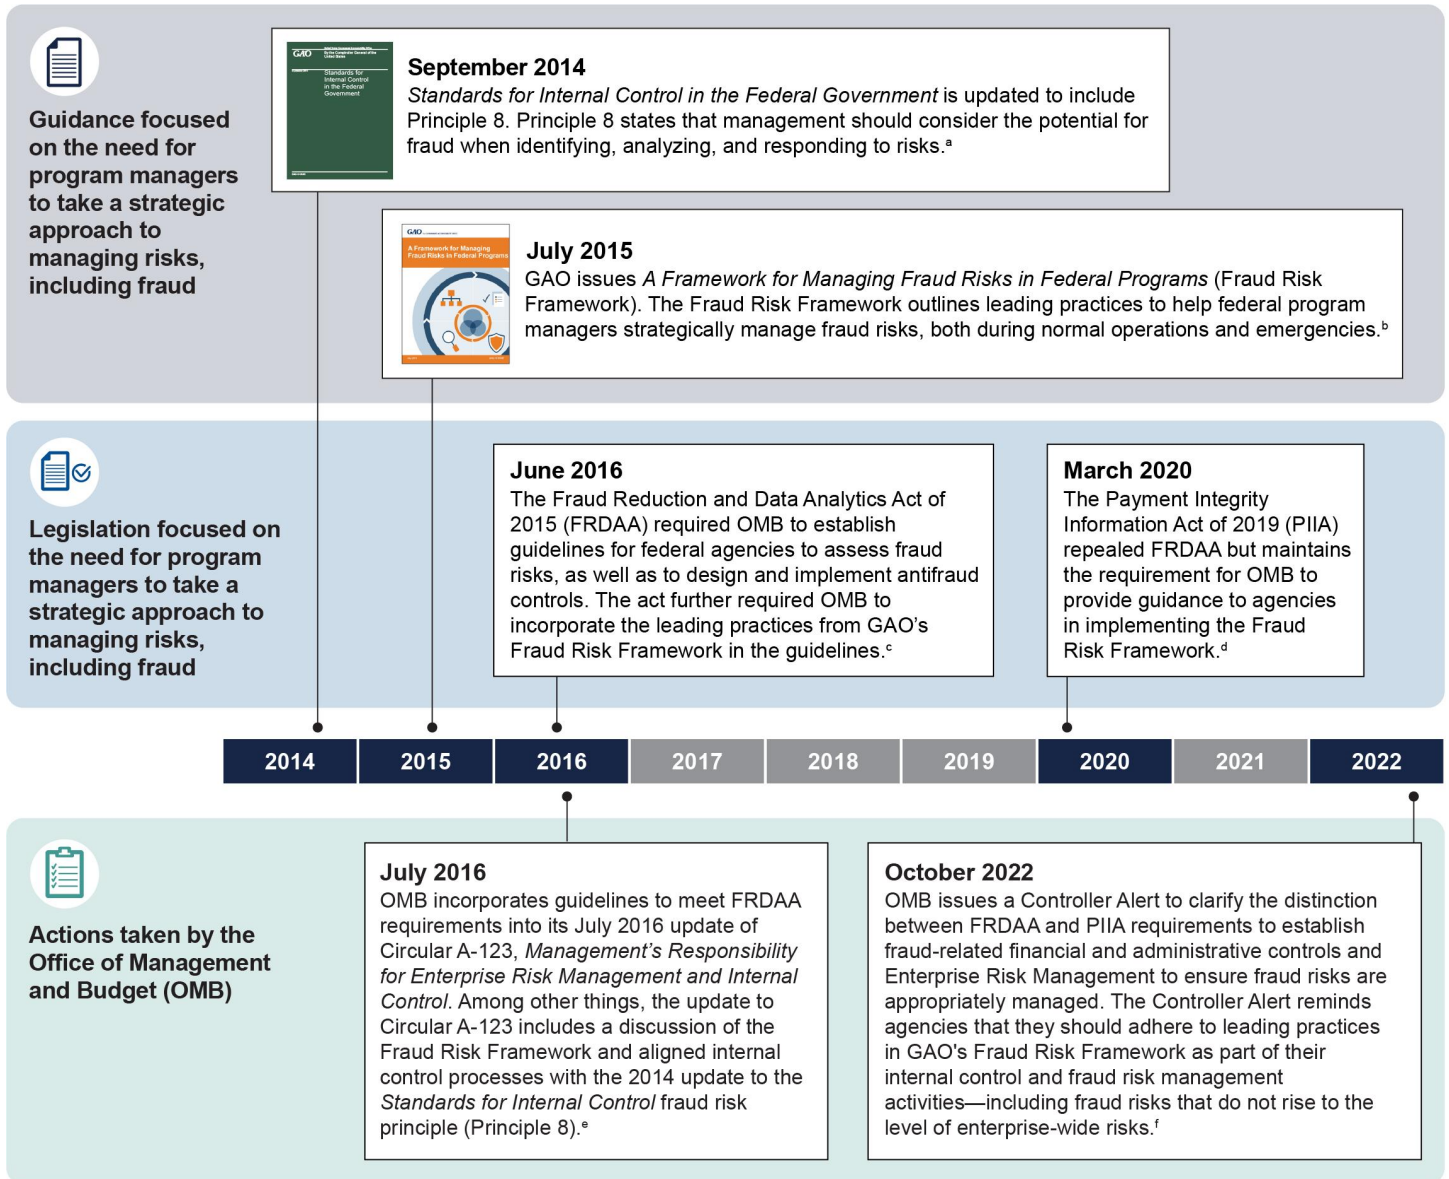 Guidance focused
on the need for
program managers
to take a strategic
approach to
managing risks,
including fraud
GAO
By the Comptroller General of the
United States
Standards for
Internal Control
in the Federal
Government
September 2014
Standards for Internal Control in the Federal Government is updated to include
Principle 8. Principle 8 states that management should consider the potential for
fraud when identifying, analyzing, and responding to risks.a
GAO
A Framework for Managing
Fraud Risks in Federal Programs
July 2015
GAO issues A Framework for Managing Fraud Risks in Federal Programs (Fraud Risk
Framework). The Fraud Risk Framework outlines leading practices to help federal program
managers strategically manage fraud risks, both during normal operations and emergencies.b
Legislation focused on
the need for program
managers to take a
strategic approach to
managing risks,
including fraud
June 2016
The Fraud Reduction and Data Analytics Act of
2015 (FRDAA) required OMB to establish
guidelines for federal agencies to assess fraud
risks, as well as to design and implement antifraud
controls. The act further required OMB to
incorporate the leading practices from GAO’s
Fraud Risk Framework in the guidelines.c
March 2020
The Payment Integrity
Information Act of 2019 (PIIA)
repealed FRDAA but maintains
the requirement for OMB to
provide guidance to agencies
in implementing the Fraud
Risk Framework.d
2014 2015 2016 2017 2018 2019 2020 2021 2022
Actions taken by the
Office of Management
and Budget (OMB)
July 2016
OMB incorporates guidelines to meet FRDAA
requirements into its July 2016 update of
Circular A-123, Management’s Responsibility
for Enterprise Risk Management and Internal
Control. Among other things, the update to
Circular A-123 includes a discussion of the
Fraud Risk Framework and aligned internal
control processes with the 2014 update to the
Standards for Internal Control fraud risk
principle (Principle 8).e
October 2022
OMB issues a Controller Alert to clarify the distinction
between FRDAA and PIIA requirements to establish
fraud-related financial and administrative controls and
Enterprise Risk Management to ensure fraud risks are
appropriately managed. The Controller Alert reminds
agencies that they should adhere to leading practices
in GAO's Fraud Risk Framework as part of their
internal control and fraud risk management
activities—including fraud risks that do not rise to the
level of enterprise-wide risks.f